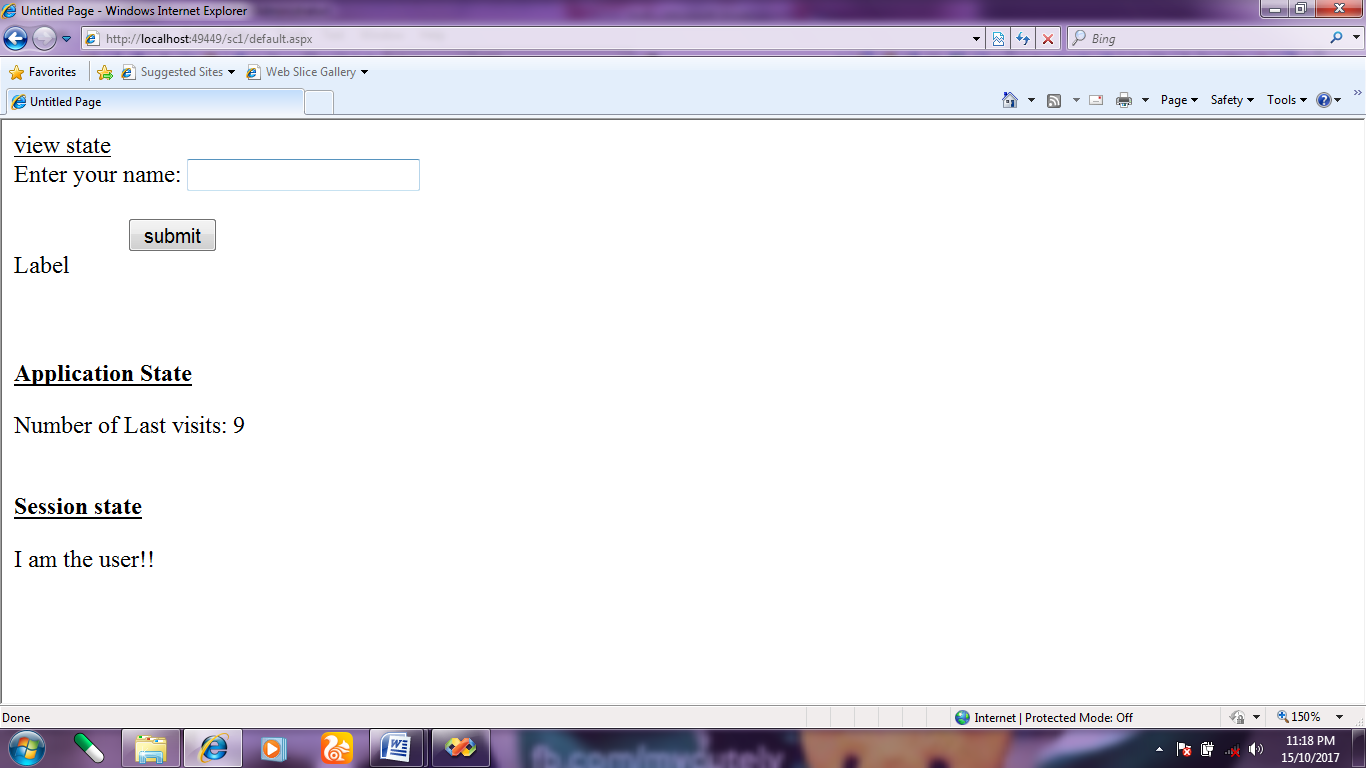 Untitled Page - Windows Internet Explorer
http://localhost:49449/sc1/default.aspx
Bing
Favorites
Suggested Sites
Web Slice Gallery
Untitled Page
Page
Safety
Tools
view state
Enter your name:
submit
Label
Application State
Number of Last visits: 9
Session state
I am the user!!
Done
Internet | Protected Mode: Off
150%
11:18 PM
15/10/2017